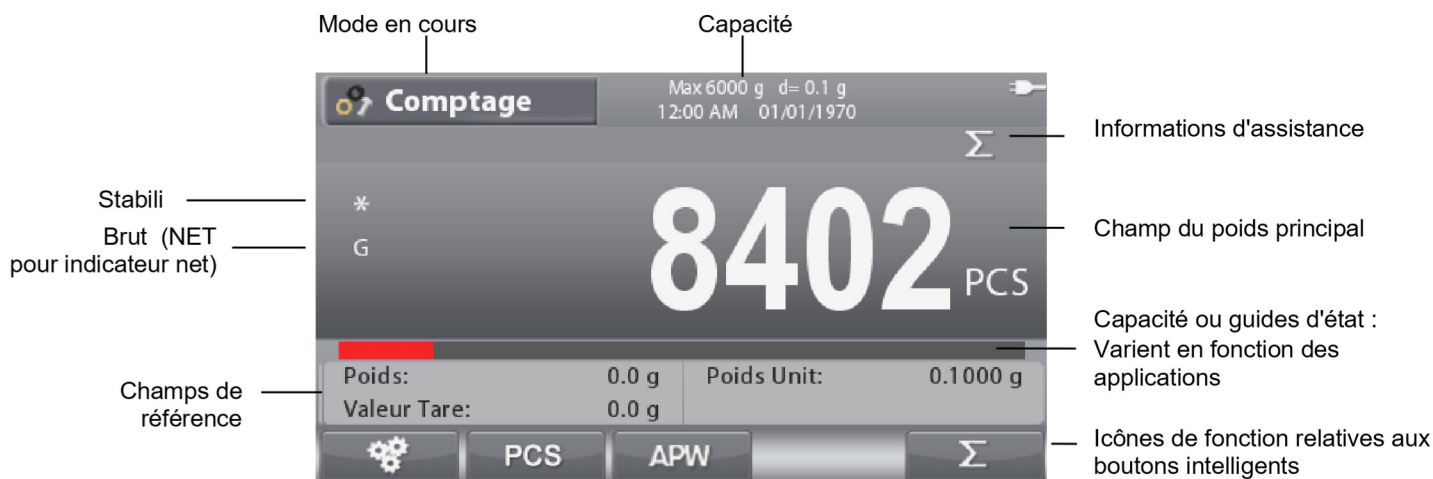 Mode en cours
Capacité
Comptage
Max 6000 g d= 0.1 g
12:00 AM 01/01/1970
Σ
Informations d'assistance
Stabili
*
Brut (NET
pour indicateur net)
G
8402 PCS
Champ du poids principal
Capacité ou guides d'état :
Varient en fonction des
applications
Champs de
référence
Poids: 0.0 g Poids Unit: 0.1000 g
Valeur Tare: 0.0 g
PCS APW Σ
Icônes de fonction relatives aux
boutons intelligents